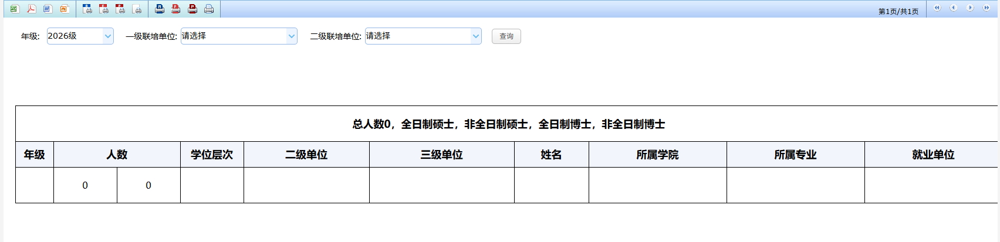 第1页/共1页
年级: 2026级 一级联培单位: 请选择 二级联培单位: 请选择 查询
总人数0，全日制硕士，非全日制硕士，全日制博士，非全日制博士
年级 人数 学位层次 二级单位 三级单位 姓名 所属学院 所属专业 就业单位
0 0